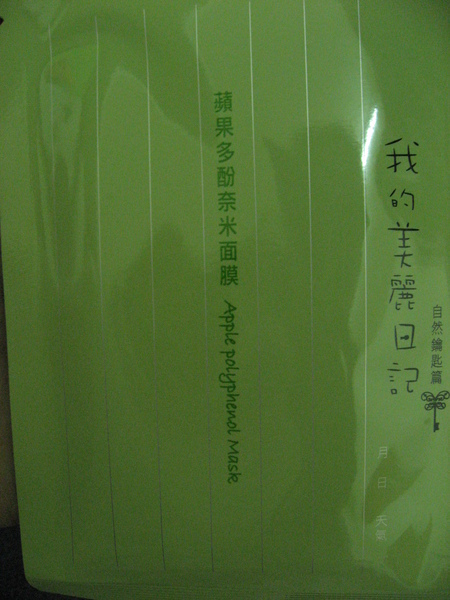 我的美麗日記
自然鑰匙篇
月 日 天氣
蘋果多酚奈米面膜 Apple polyphenol Mask